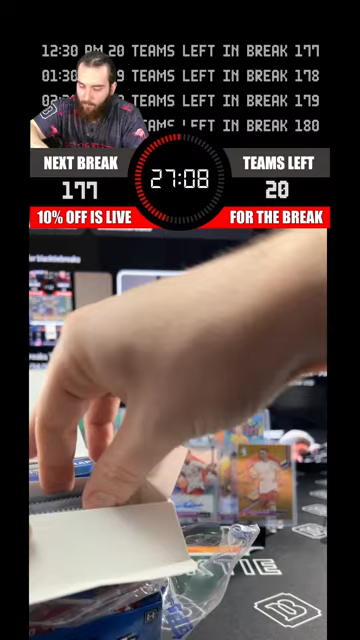 12:30 PM 20 TEAMS LEFT IN BREAK 177
01:30 9 TEAMS LEFT IN BREAK 178
TEAMS LEFT IN BREAK 179
TEAMS LEFT IN BREAK 180
NEXT BREAK
177
27:08
TEAMS LEFT
20
10% OFF IS LIVE
FOR THE BREAK